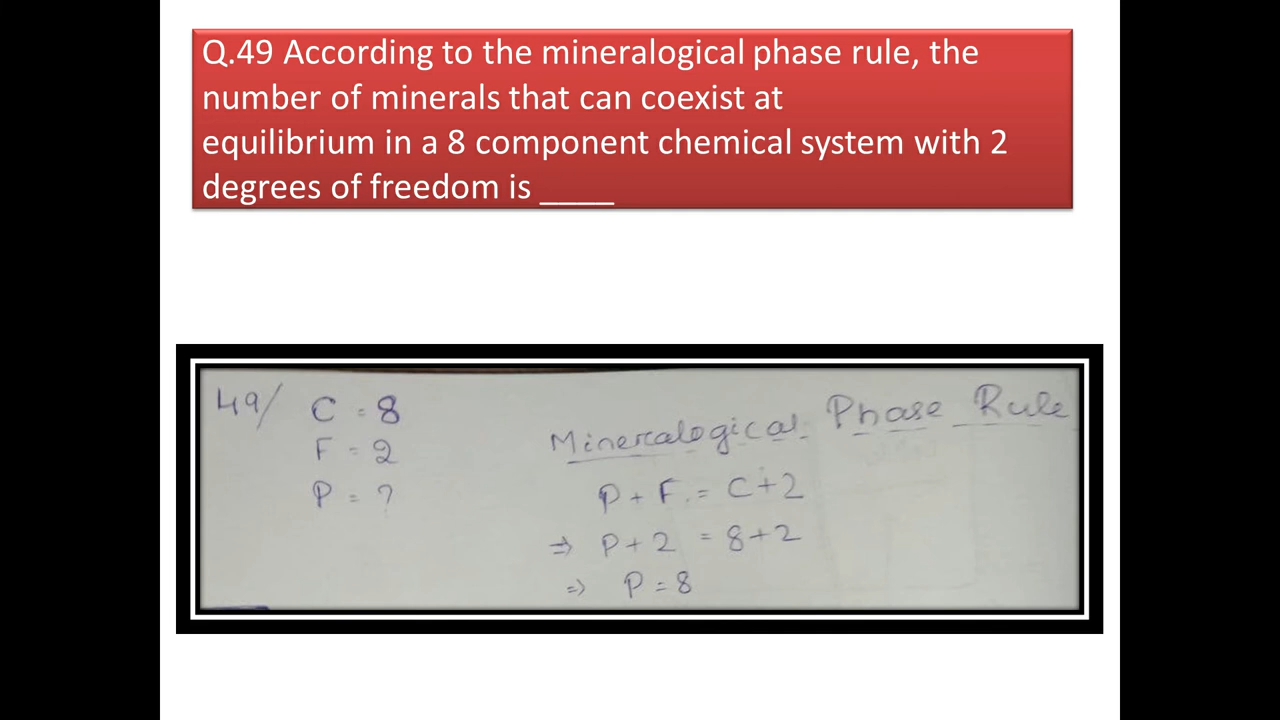 Q.49 According to the mineralogical phase rule, the
number of minerals that can coexist at
equilibrium in a 8 component chemical system with 2
degrees of freedom is ____
49/ C = 8
F = 2
P = ?
Mineralogical Phase Rule
P + F = C + 2
⇒ P + 2 = 8 + 2
⇒ P = 8